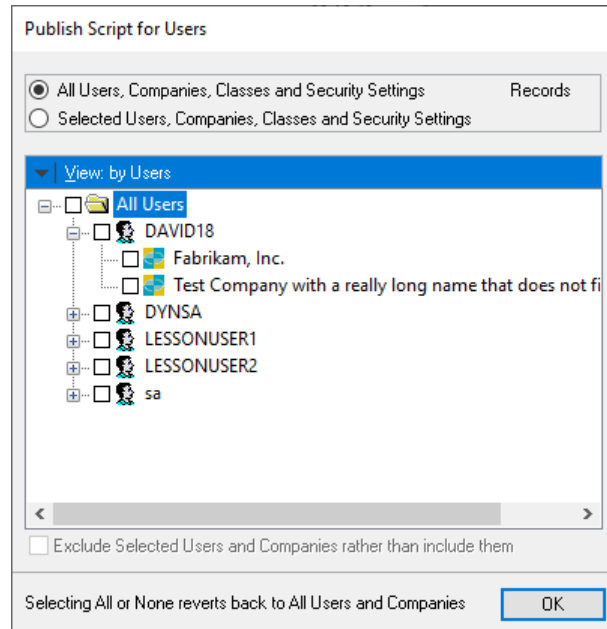 Publish Script for Users
All Users, Companies, Classes and Security Settings Records
Selected Users, Companies, Classes and Security Settings
View: by Users
All Users
DAVID18
Fabrikam, Inc.
Test Company with a really long name that does not fi
DYNSA
LESSONUSER1
LESSONUSER2
sa
Exclude Selected Users and Companies rather than include them
Selecting All or None reverts back to All Users and Companies OK